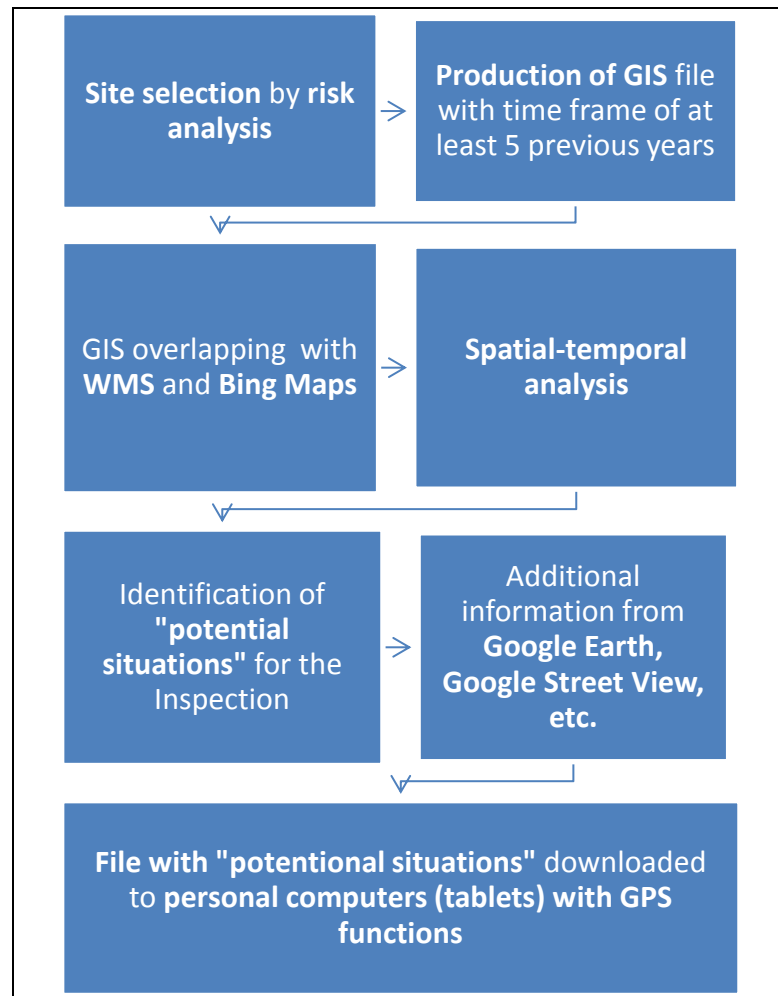 Site selection by risk
analysis
Production of GIS file
with time frame of at
least 5 previous years
GIS overlapping with
WMS and Bing Maps
Spatial-temporal
analysis
Identification of
"potential
situations" for the
Inspection
Additional
information from
Google Earth,
Google Street View,
etc.
File with "potentional situations" downloaded
to personal computers (tablets) with GPS
functions